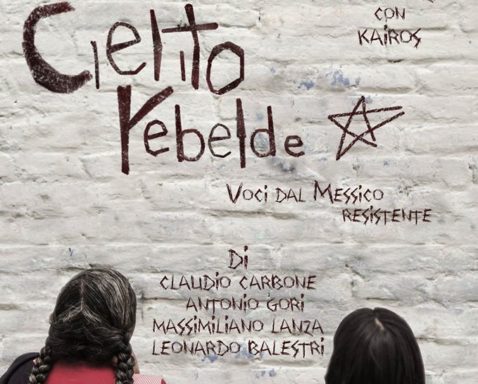 CON
KAIROS
Cielito
rebelde
VOCI DAL MESSICO
RESISTENTE
Di
CLAUDIO CARBONE
ANTONIO GORI
MASSIMILIANO LANZA
LEONARDO BALESTRI